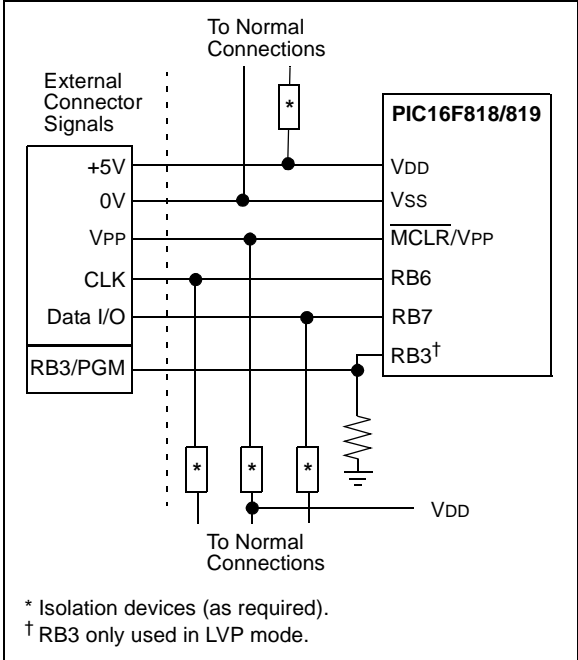 To Normal
Connections
External
Connector
Signals
*
PIC16F818/819
+5V
VDD
0V
VSS
VPP
MCLR/VPP
CLK
RB6
Data I/O
RB7
RB3†
RB3/PGM
*
*
*
VDD
To Normal
Connections
* Isolation devices (as required).
† RB3 only used in LVP mode.